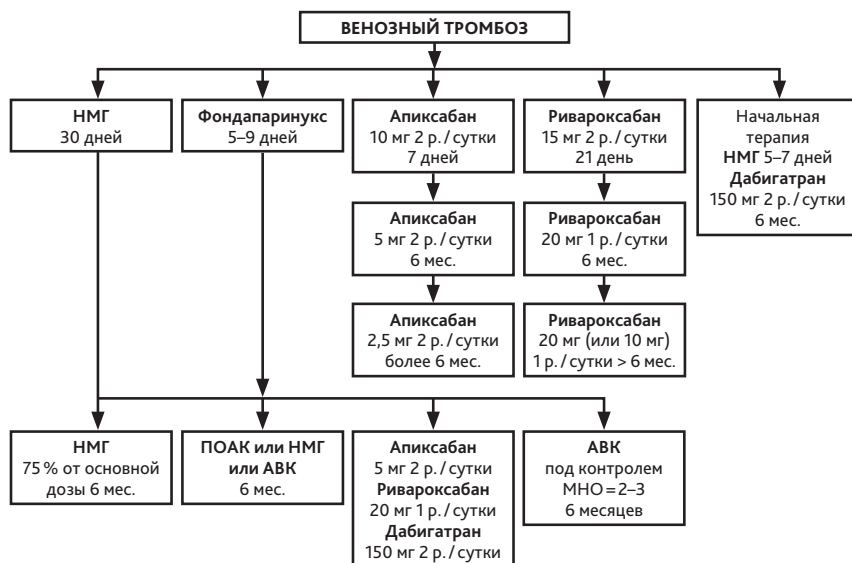 ВЕНОЗНЫЙ ТРОМБОЗ
НМГ
30 дней
Фондапаринукс
5–9 дней
Апиксабан
10 мг 2 р./сутки
7 дней
Ривароксабан
15 мг 2 р./сутки
21 день
Начальная
терапия
НМГ 5–7 дней
Дабигатран
150 мг 2 р./сутки
6 мес.
Апиксабан
5 мг 2 р./сутки
6 мес.
Ривароксабан
20 мг 1 р./сутки
6 мес.
Апиксабан
2,5 мг 2 р./сутки
более 6 мес.
Ривароксабан
20 мг (или 10 мг)
1 р./сутки > 6 мес.
НМГ
75 % от основной
дозы 6 мес.
ПОАК или НМГ
или АВК
6 мес.
Апиксабан
5 мг 2 р./сутки
Ривароксабан
20 мг 1 р./сутки
Дабигатран
150 мг 2 р./сутки
АВК
под контролем
МНО = 2–3
6 месяцев